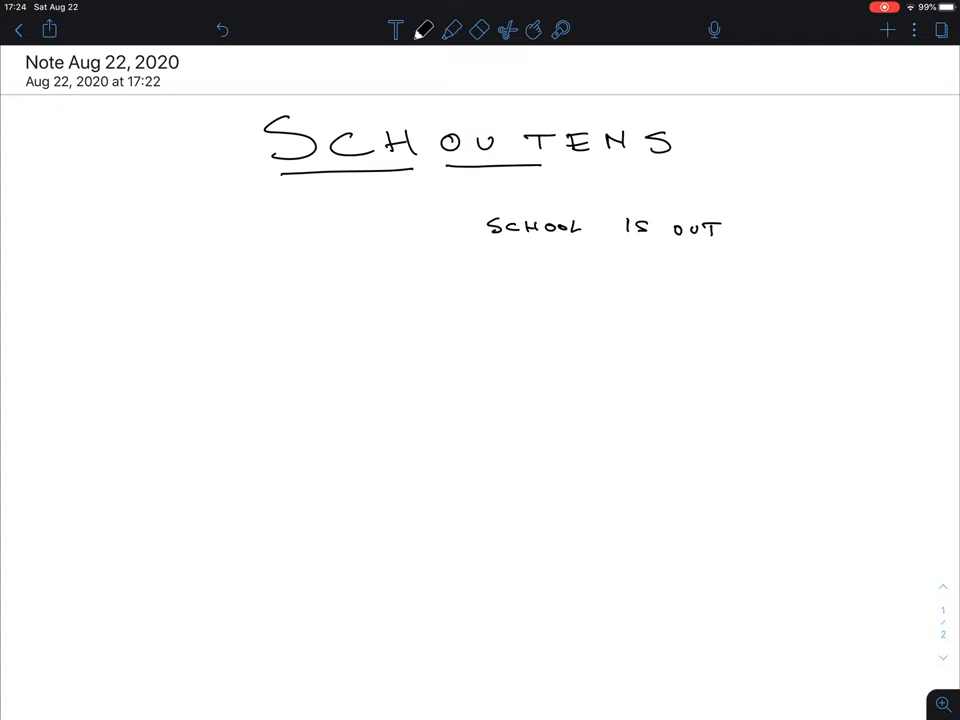 17:24 Sat Aug 22
99%
T
Note Aug 22, 2020
Aug 22, 2020 at 17:22
SCHOUTENS
SCHOOL IS OUT
1
/
2